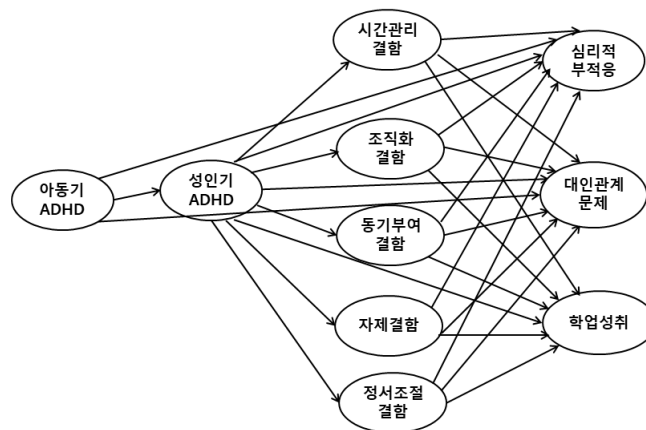 시간관리
결함
심리적
부적응
조직화
결함
아동기
ADHD
성인기
ADHD
대인관계
문제
동기부여
결함
자제결함
학업성취
정서조절
결함